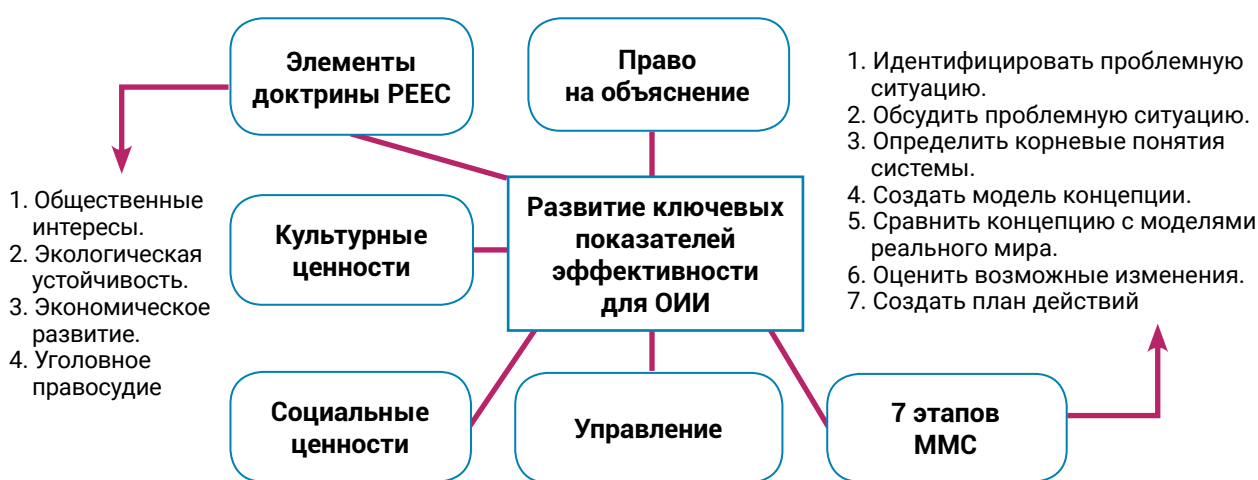 Элементы
доктрины РЕЕС
Право
на объяснение
1. Общественные
интересы.
2. Экологическая
устойчивость.
3. Экономическое
развитие.
4. Уголовное
правосудие
Культурные
ценности
Развитие ключевых
показателей
эффективности
для ОИИ
1. Идентифицировать проблемную
ситуацию.
2. Обсудить проблемную ситуацию.
3. Определить корневые понятия
системы.
4. Создать модель концепции.
5. Сравнить концепцию с моделями
реального мира.
6. Оценить возможные изменения.
7. Создать план действий
Социальные
ценности
Управление
7 этапов
ММС